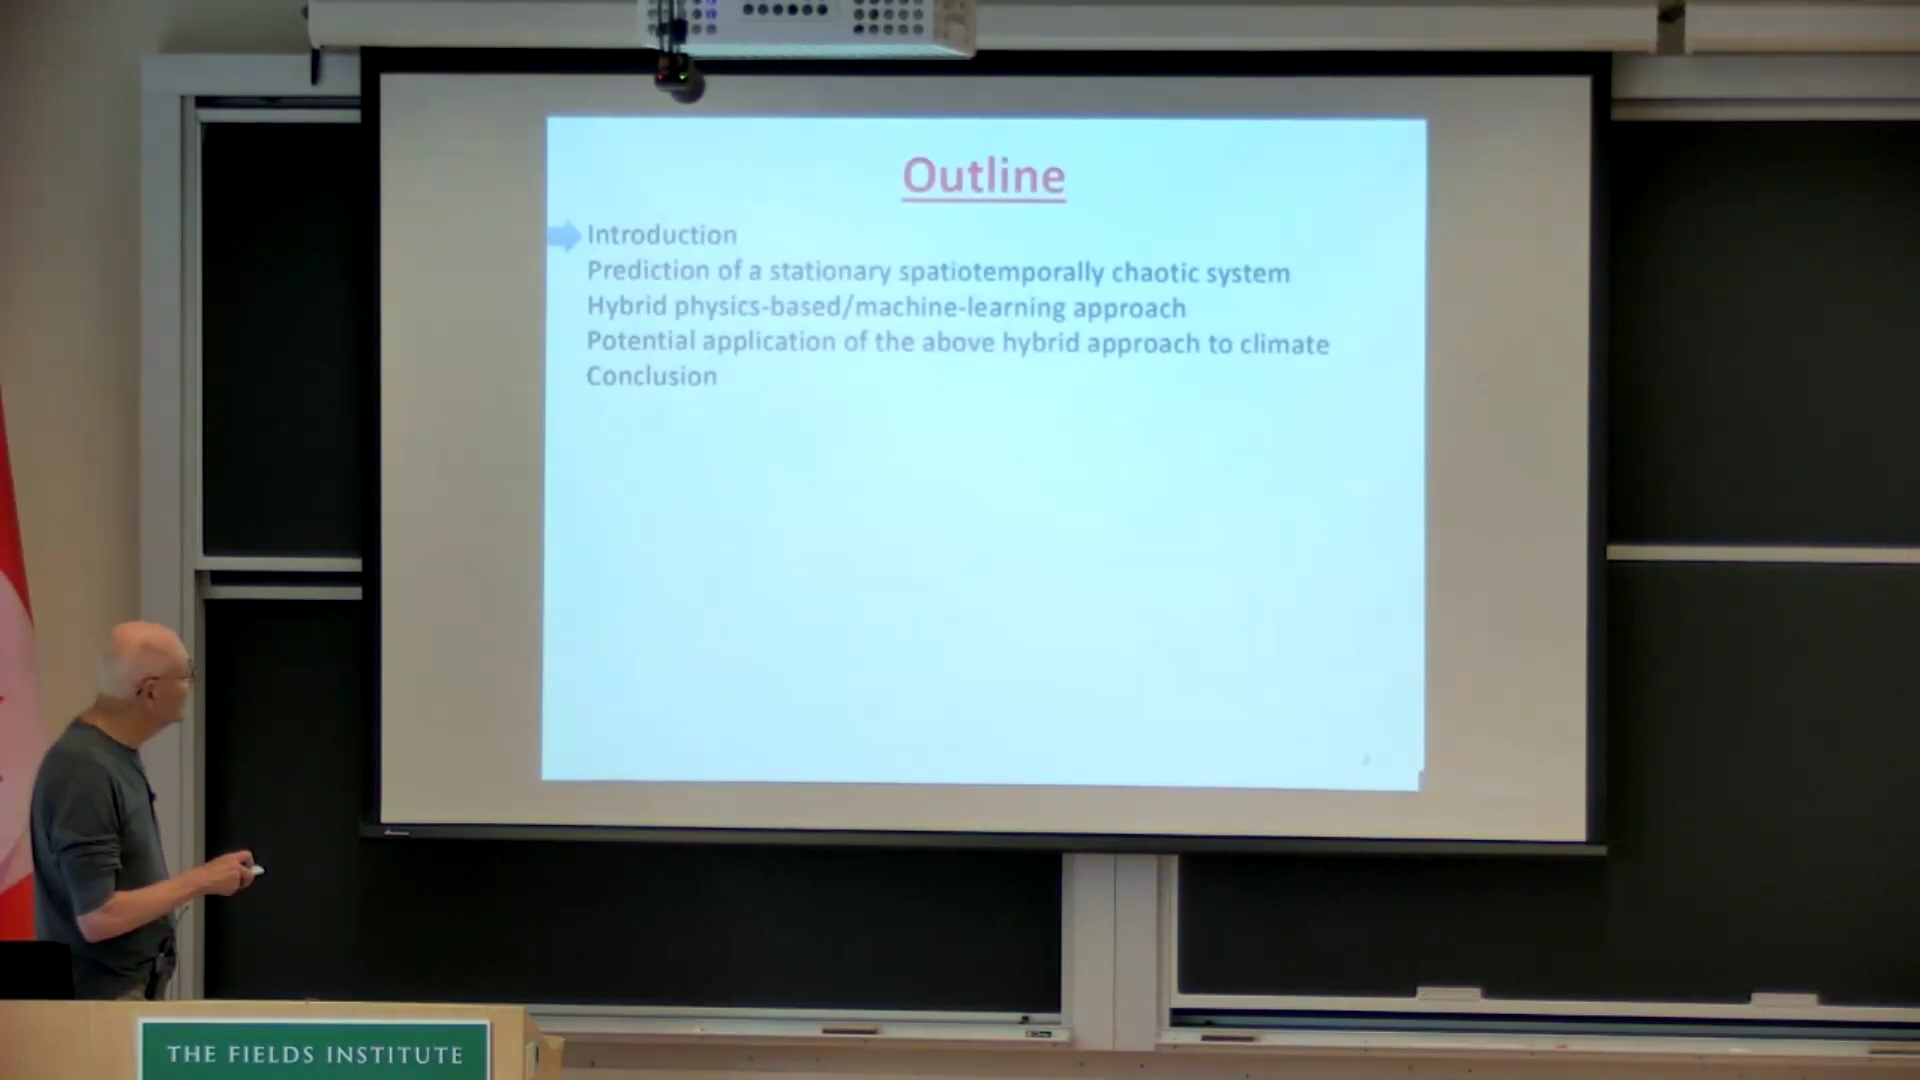 Outline
Introduction
Prediction of a stationary spatiotemporally chaotic system
Hybrid physics-based/machine-learning approach
Potential application of the above hybrid approach to climate
Conclusion
THE FIELDS INSTITUTE